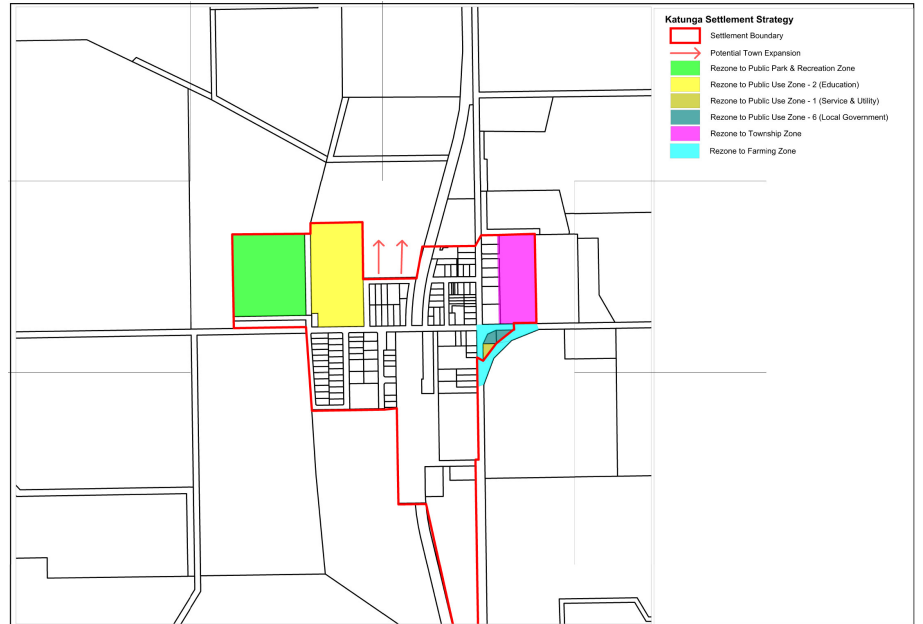 Katunga Settlement Strategy
Settlement Boundary
Potential Town Expansion
Rezone to Public Park & Recreation Zone
Rezone to Public Use Zone - 2 (Education)
Rezone to Public Use Zone - 1 (Service & Utility)
Rezone to Public Use Zone - 6 (Local Government)
Rezone to Township Zone
Rezone to Farming Zone